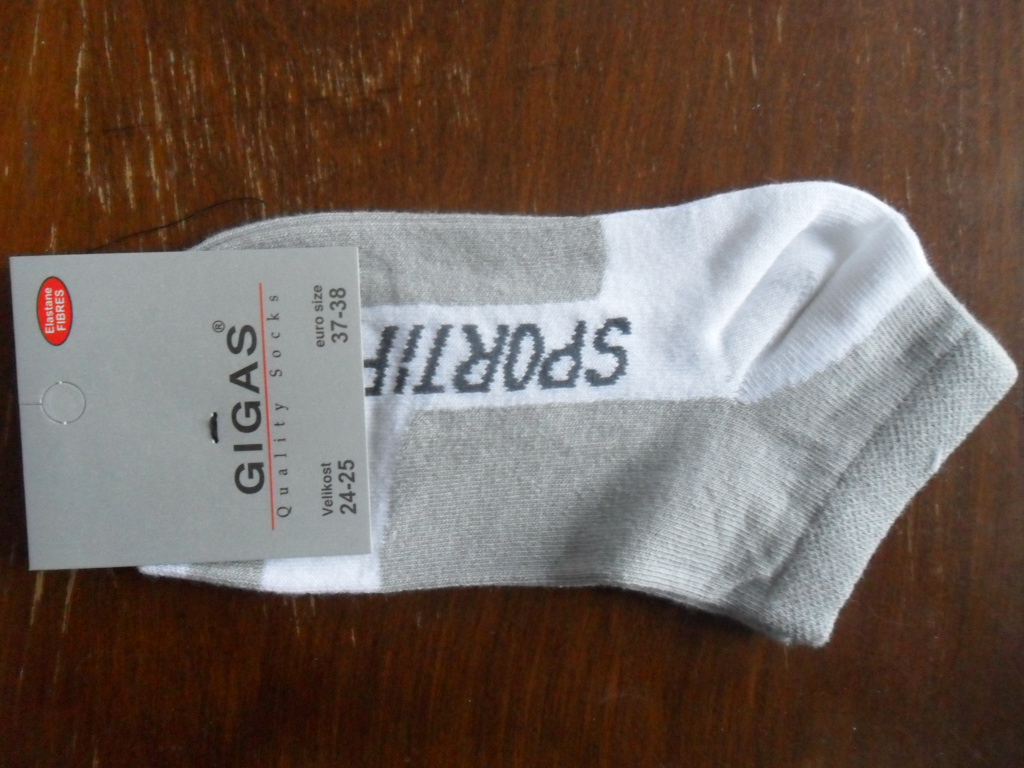 Elastane
FIBRES
GIGAS®
Quality Socks
Velikost
24-25
euro size
37-38
SPORTIF